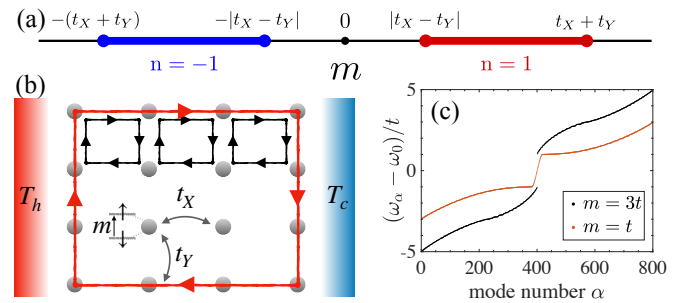 −(t_X + t_Y) −|t_X − t_Y| 0 |t_X − t_Y| t_X + t_Y
(a)
n = −1 m n = 1
(b) (c)
T_h T_c
t_X
m
t_Y
(ω_α − ω_0)/t
5
0
-5
m = 3t
m = t
0 200 400 600 800
mode number α